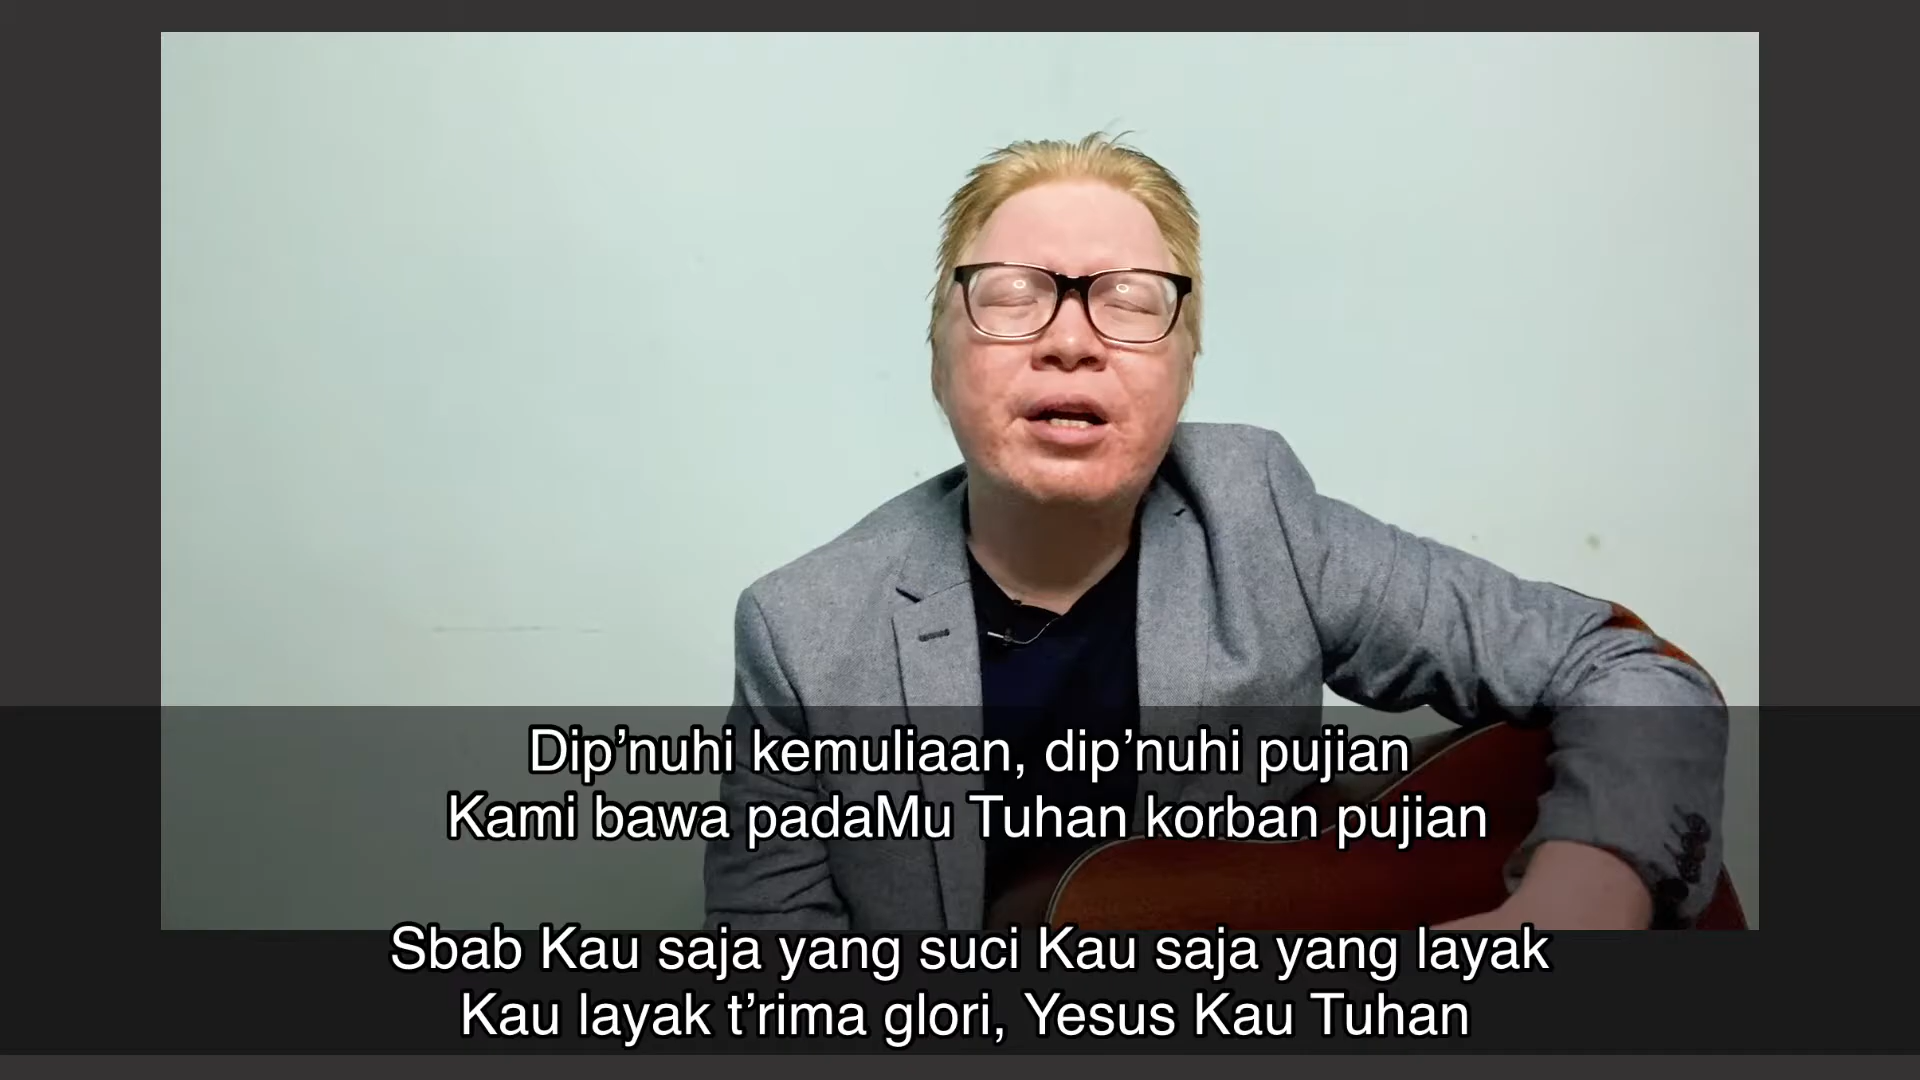 Dip’nuhi kemuliaan, dip’nuhi pujian
Kami bawa padaMu Tuhan korban pujian
Sbab Kau saja yang suci Kau saja yang layak
Kau layak t’rima glori, Yesus Kau Tuhan